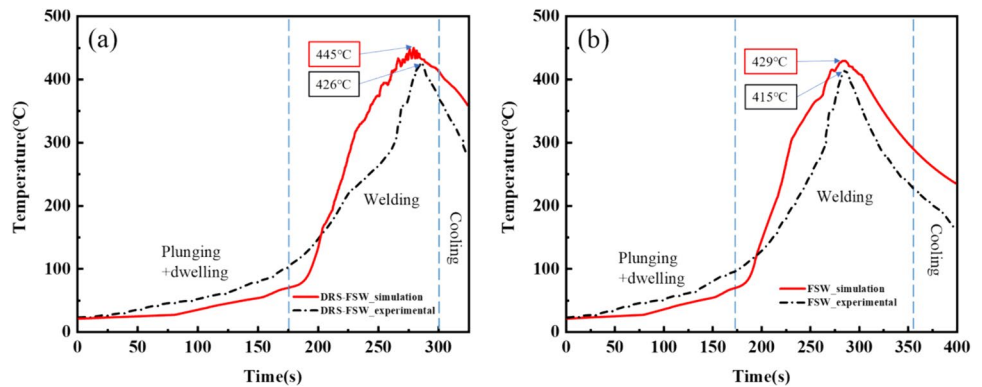 (a)
500
400
300
200
100
0
Temperature(°C)
445°C
426°C
Welding
Plunging
+dwelling
Cooling
DRS-FSW_simulation
DRS-FSW_experimental
0 50 100 150 200 250 300
Time(s)
(b)
500
400
300
200
100
0
Temperature(°C)
429°C
415°C
Welding
Plunging
+dwelling
Cooling
FSW_simulation
FSW_experimental
0 50 100 150 200 250 300 350 400
Time(s)